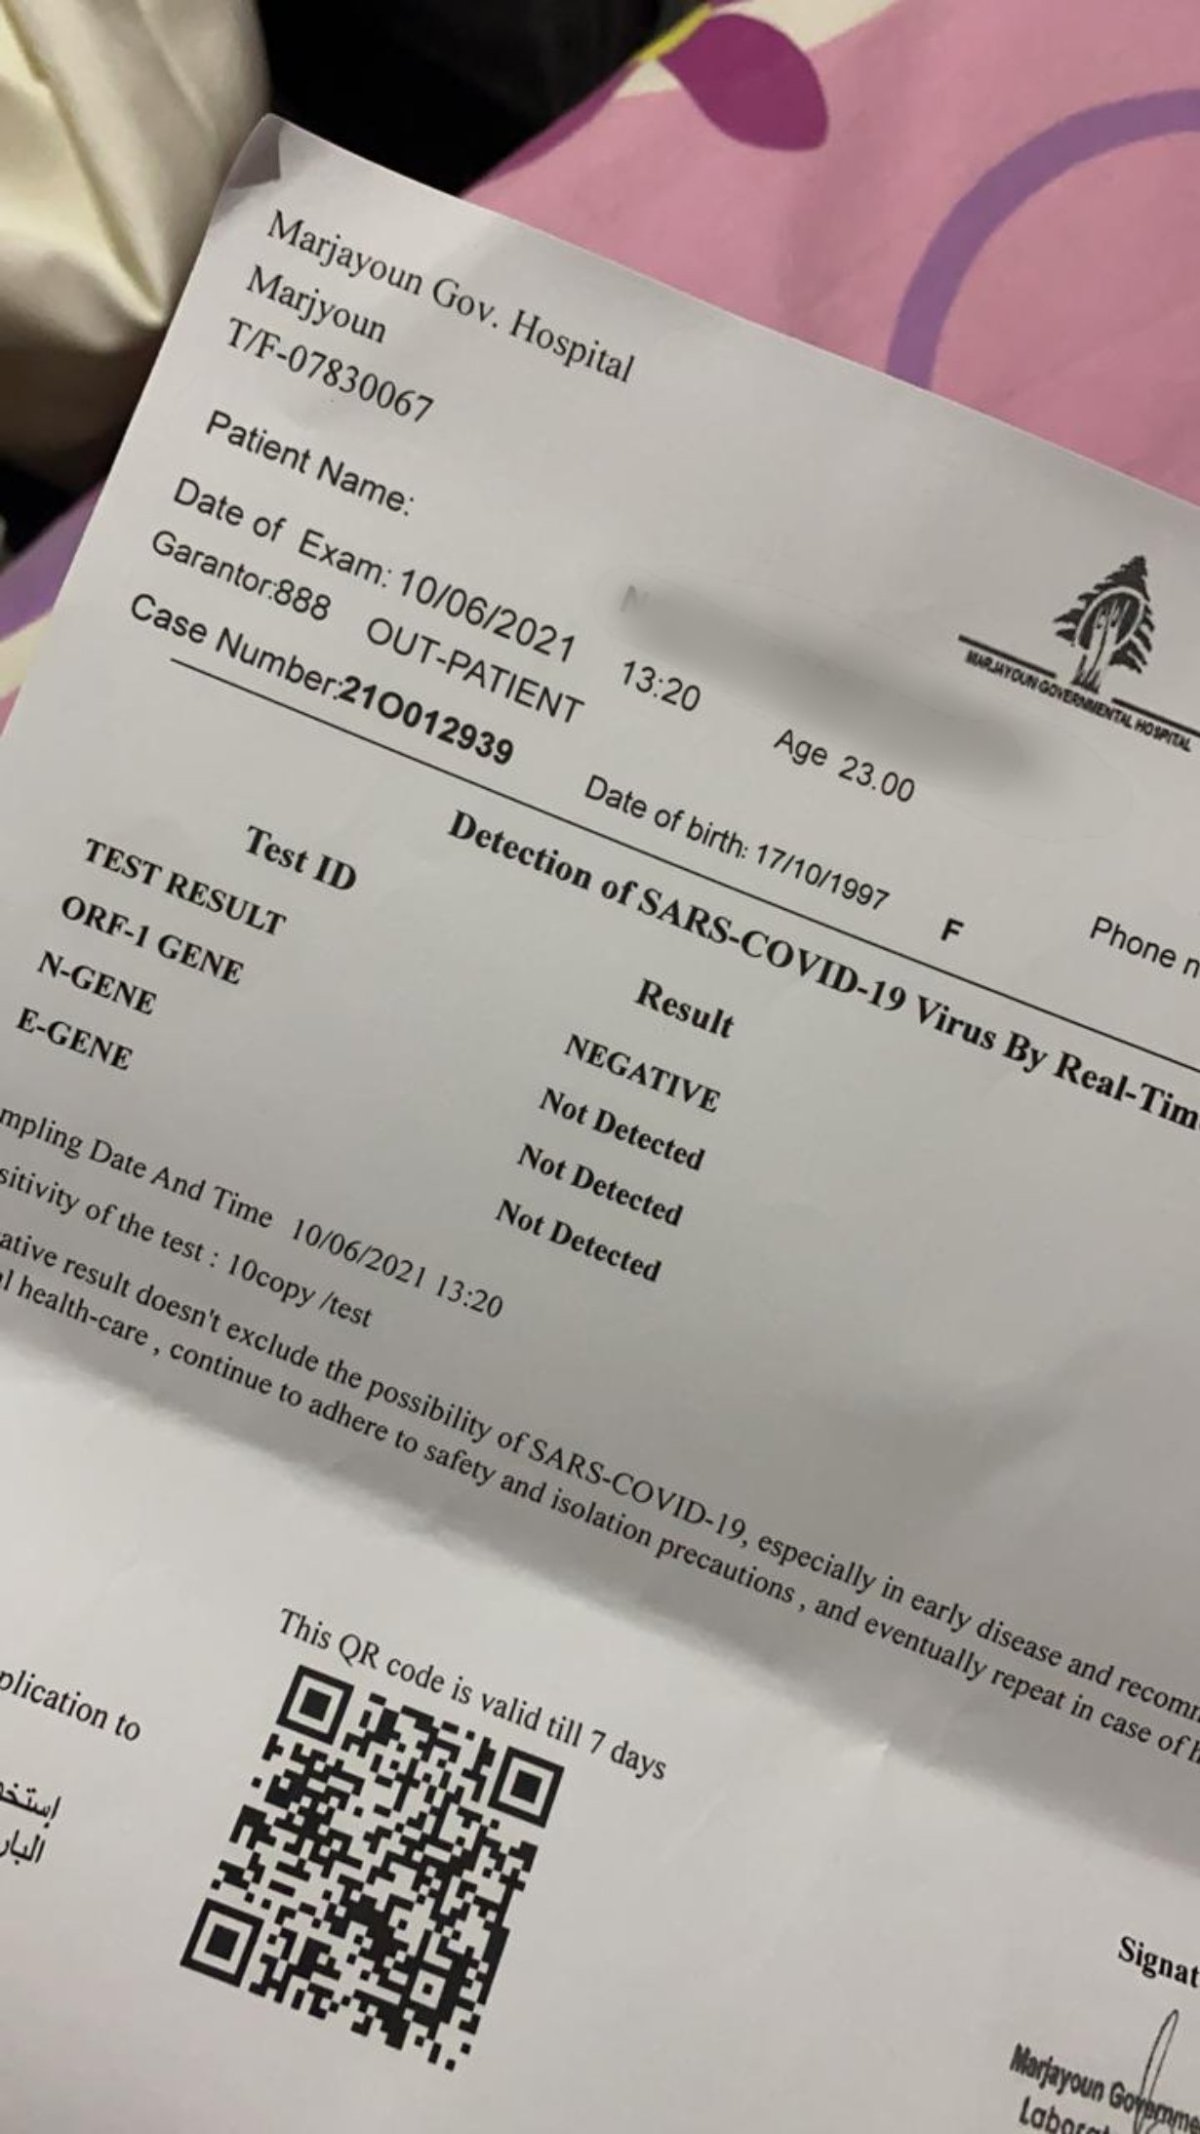 Marjayoun Gov. Hospital
Marjyoun
T/F-07830067
MARJAYOUN GOVERNMENTAL HOSPITAL
Patient Name:
Date of Exam: 10/06/2021 13:20 Age 23.00
Garantor:888 OUT-PATIENT Date of birth: 17/10/1997 F Phone n
Case Number:21O012939
Detection of SARS-COVID-19 Virus By Real-Tim
Test ID Result
TEST RESULT NEGATIVE
ORF-1 GENE Not Detected
N-GENE Not Detected
E-GENE Not Detected
mpling Date And Time 10/06/2021 13:20
sitivity of the test : 10copy /test
ative result doesn't exclude the possibility of SARS-COVID-19, especially in early disease and recomm
al health-care , continue to adhere to safety and isolation precautions , and eventually repeat in case of h
This QR code is valid till 7 days
plication to
إستخد
البار
Signat
Marjayoun Governme
Laborat